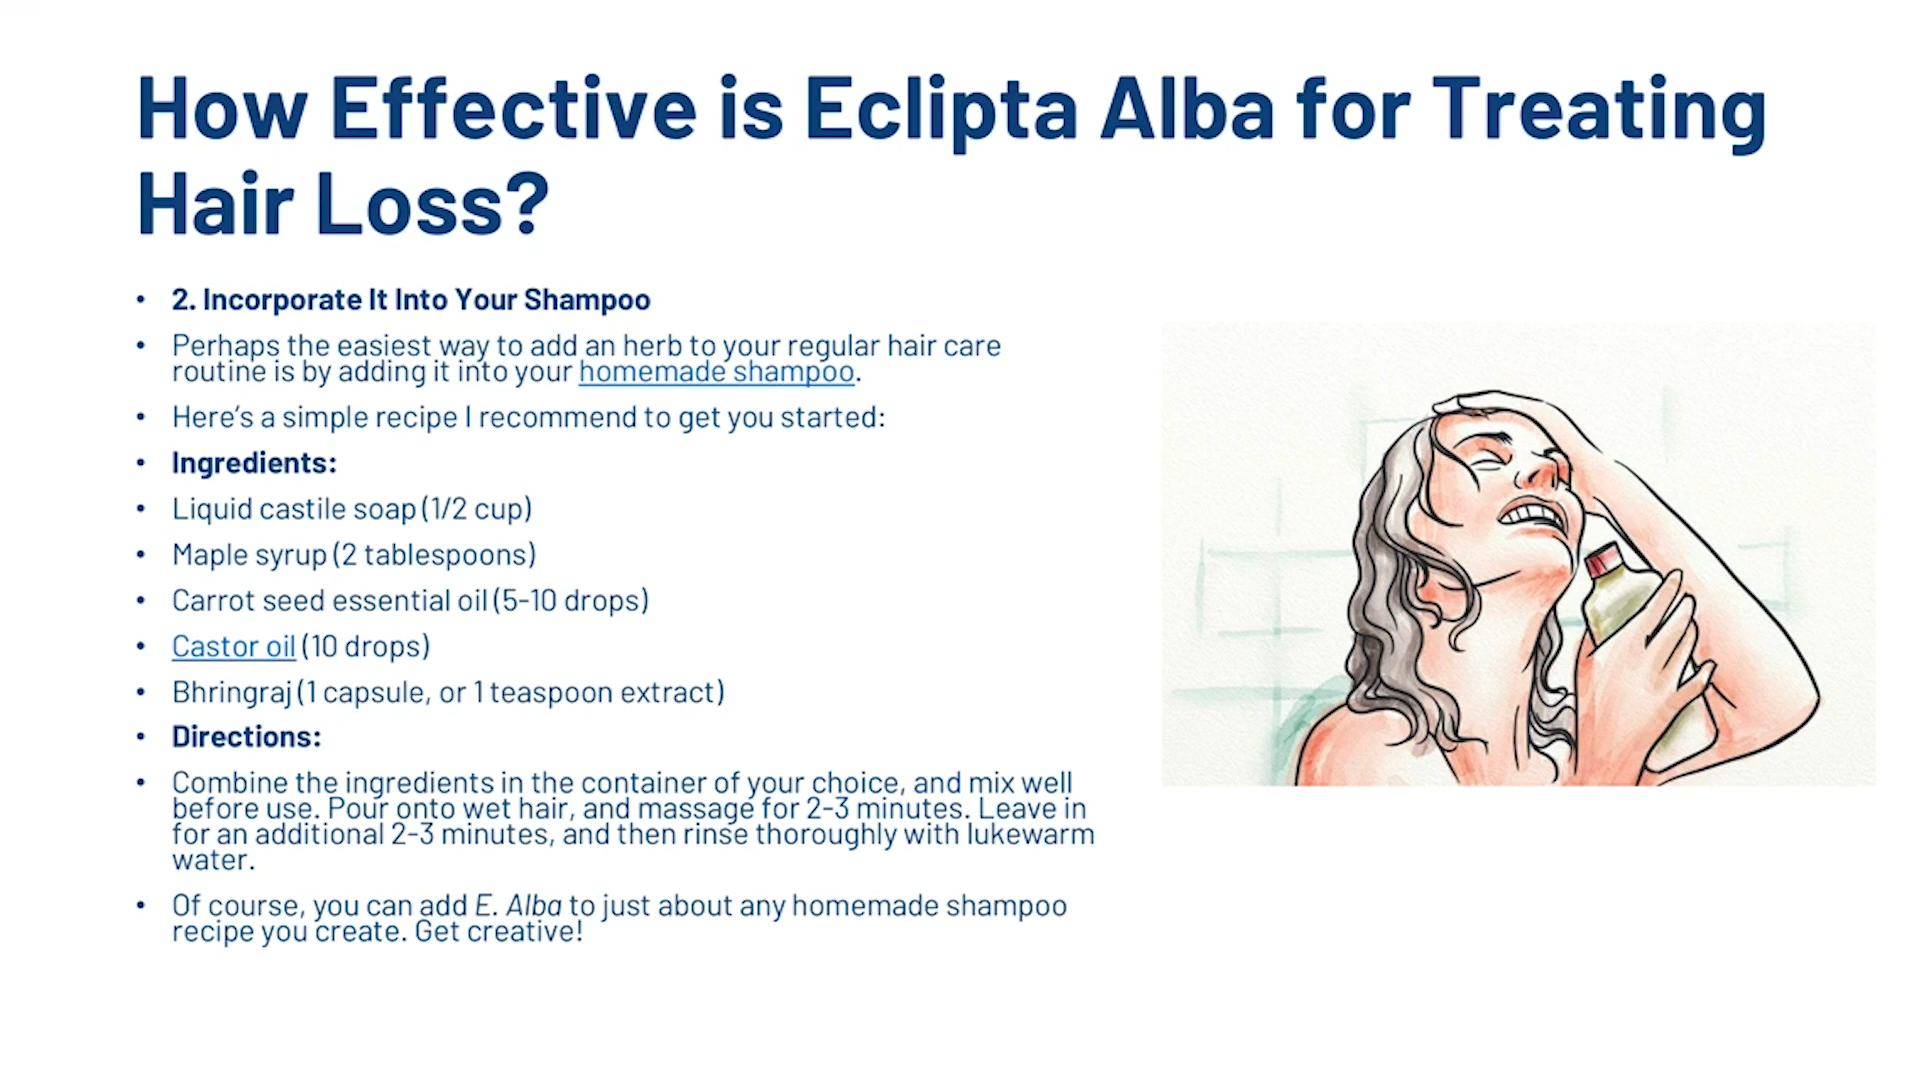 How Effective is Eclipta Alba for Treating
Hair Loss?
• 2. Incorporate It Into Your Shampoo
• Perhaps the easiest way to add an herb to your regular hair care
routine is by adding it into your homemade shampoo.
• Here's a simple recipe I recommend to get you started:
• Ingredients:
• Liquid castile soap (1/2 cup)
• Maple syrup (2 tablespoons)
• Carrot seed essential oil (5-10 drops)
• Castor oil (10 drops)
• Bhringraj (1 capsule, or 1 teaspoon extract)
• Directions:
• Combine the ingredients in the container of your choice, and mix well
before use. Pour onto wet hair, and massage for 2-3 minutes. Leave in
for an additional 2-3 minutes, and then rinse thoroughly with lukewarm
water.
• Of course, you can add E. Alba to just about any homemade shampoo
recipe you create. Get creative!